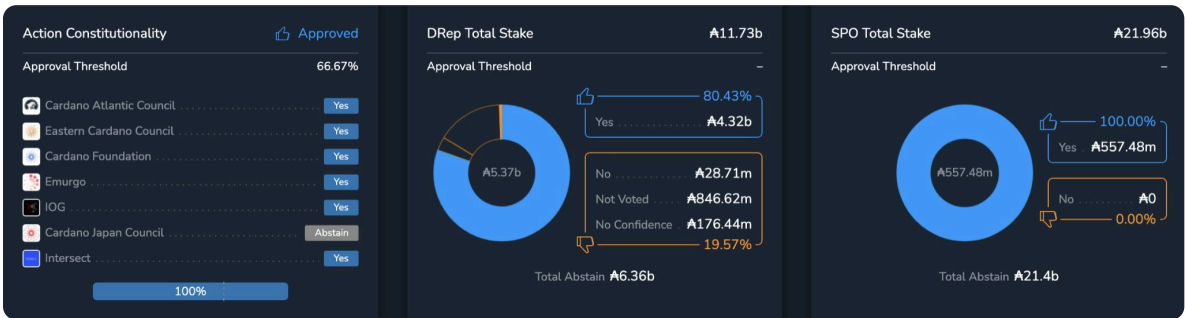 Action Constitutionality Approved
Approval Threshold 66.67%
Cardano Atlantic Council Yes
Eastern Cardano Council Yes
Cardano Foundation Yes
Emurgo Yes
IOG Yes
Cardano Japan Council Abstain
Intersect Yes
100%
DRep Total Stake ₳11.73b
Approval Threshold –
80.43%
Yes ₳4.32b
₳5.37b
No ₳28.71m
Not Voted ₳846.62m
No Confidence ₳176.44m
19.57%
Total Abstain ₳6.36b
SPO Total Stake ₳21.96b
Approval Threshold –
100.00%
Yes ₳557.48m
₳557.48m
No ₳0
0.00%
Total Abstain ₳21.4b